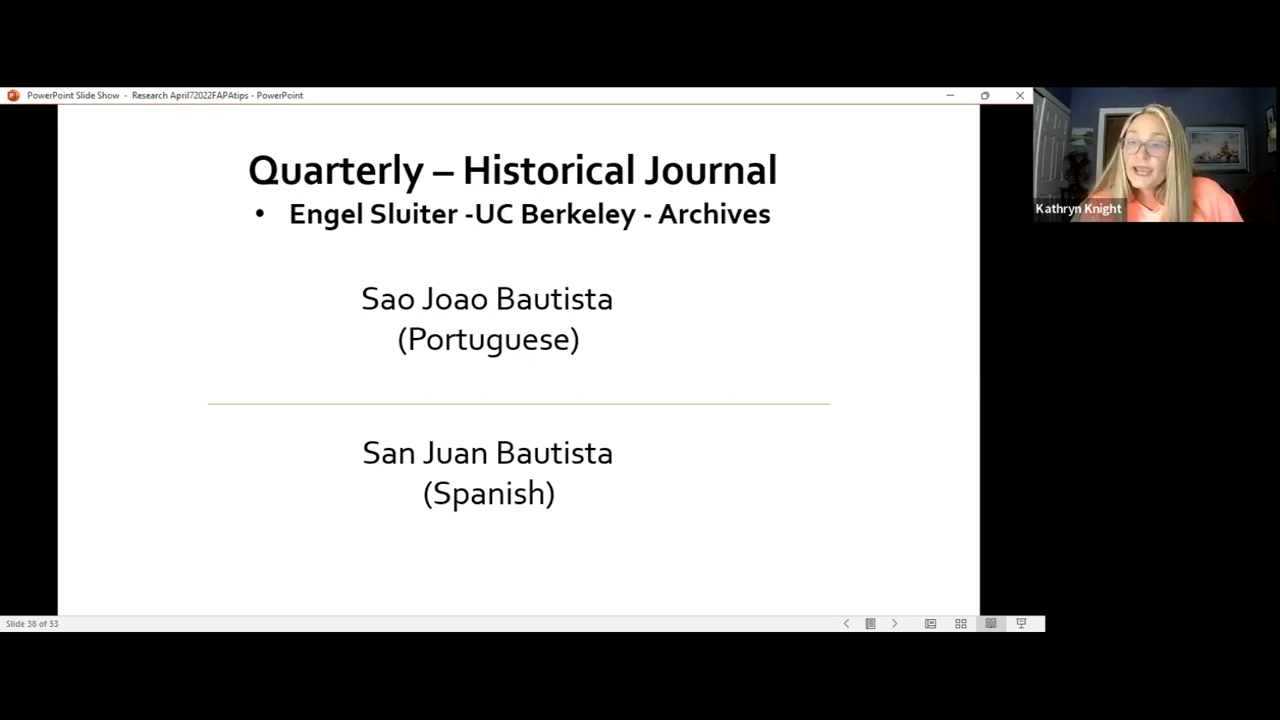 PowerPoint Slide Show - Research April72022FAPAtips - PowerPoint
Quarterly – Historical Journal
• Engel Sluiter -UC Berkeley - Archives
Sao Joao Bautista
(Portuguese)
San Juan Bautista
(Spanish)
Kathryn Knight
Slide 38 of 53